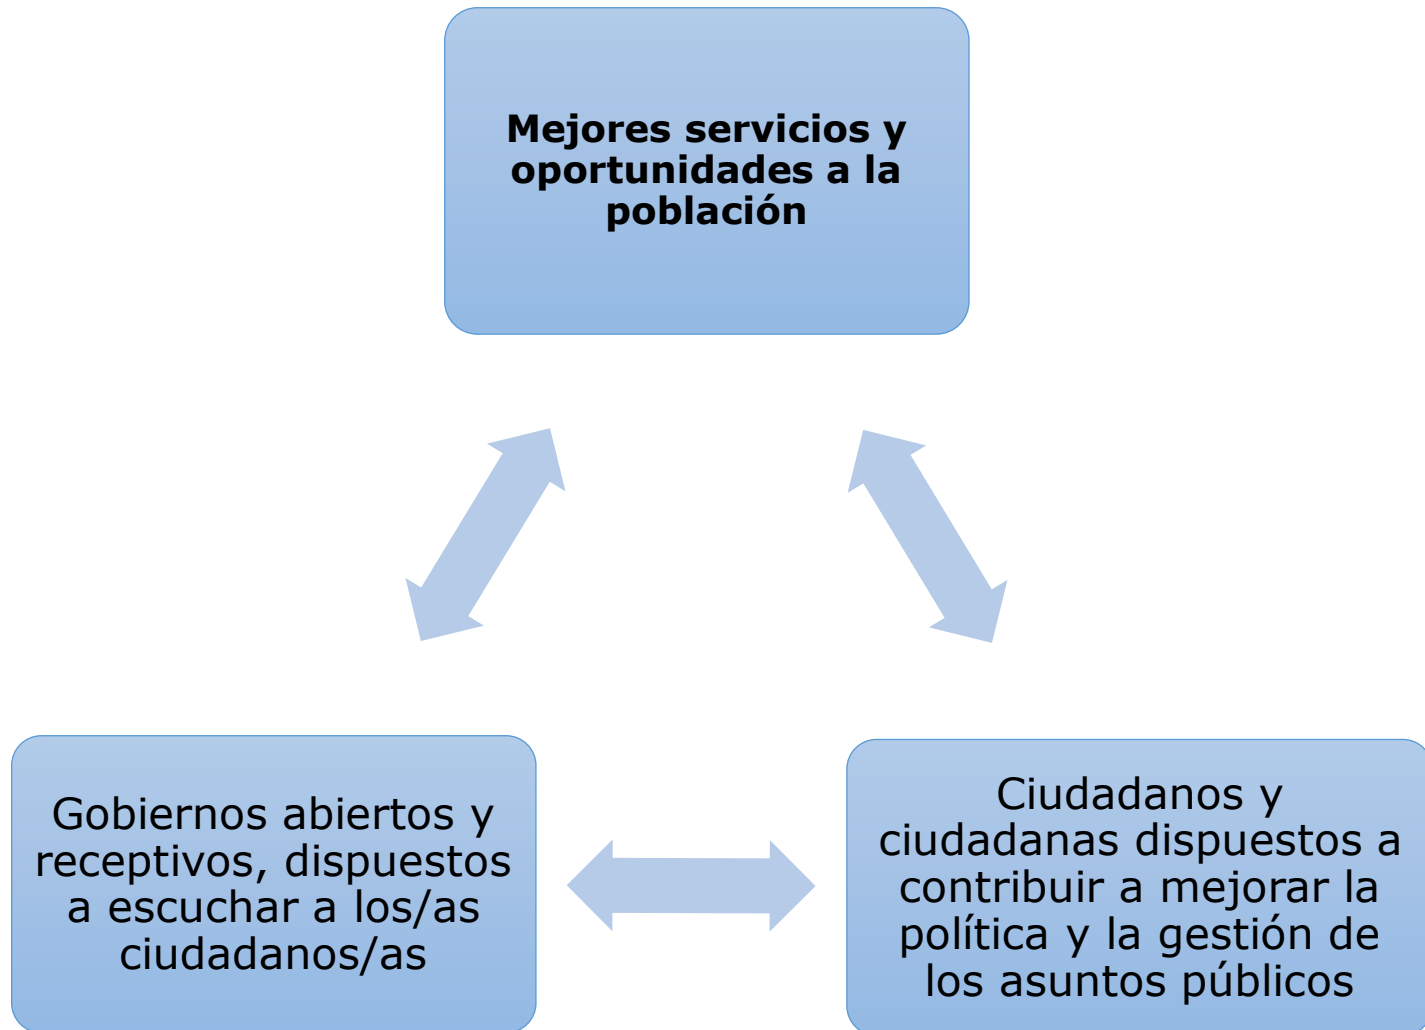 Mejores servicios y
oportunidades a la
población
Gobiernos abiertos y
receptivos, dispuestos
a escuchar a los/as
ciudadanos/as
Ciudadanos y
ciudadanas dispuestos a
contribuir a mejorar la
política y la gestión de
los asuntos públicos